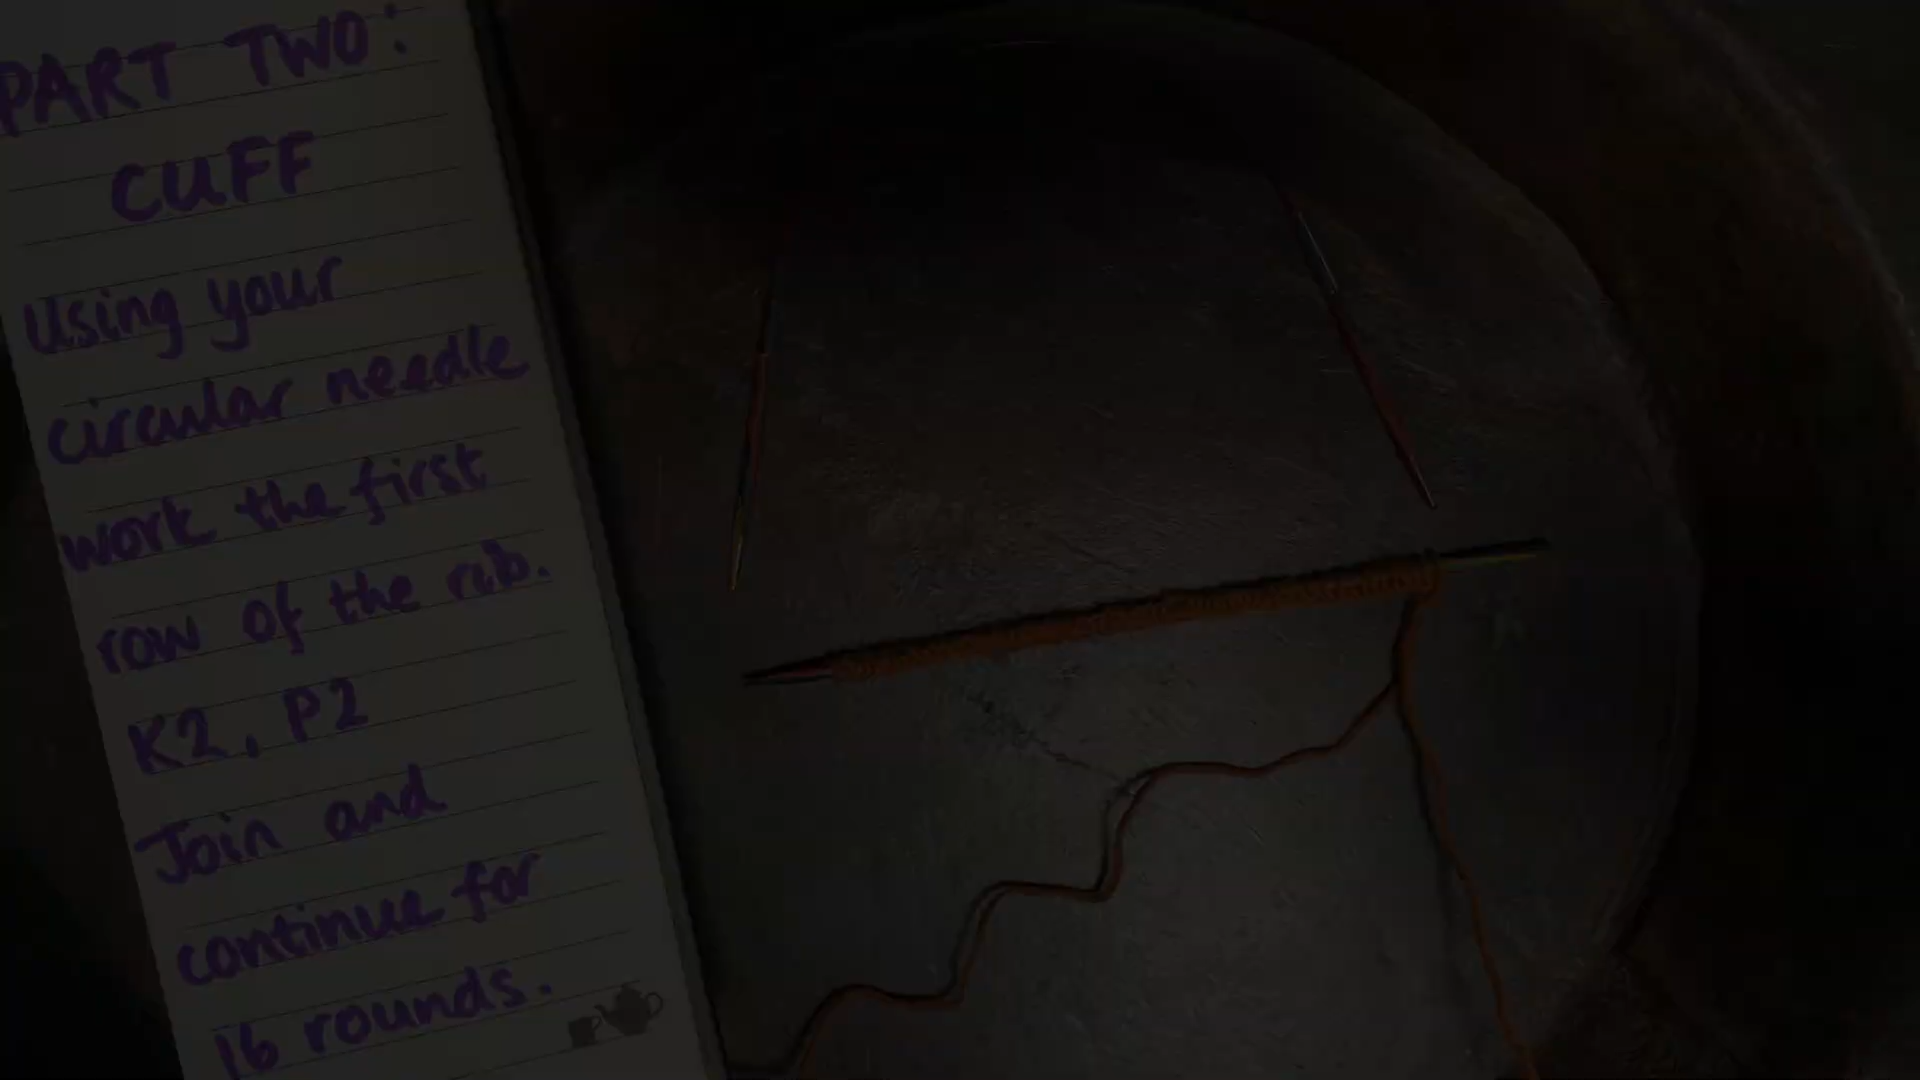 PART TWO:
CUFF
Using your
circular needle
work the first
row of the rib.
K2, P2
Join and
continue for
16 rounds.